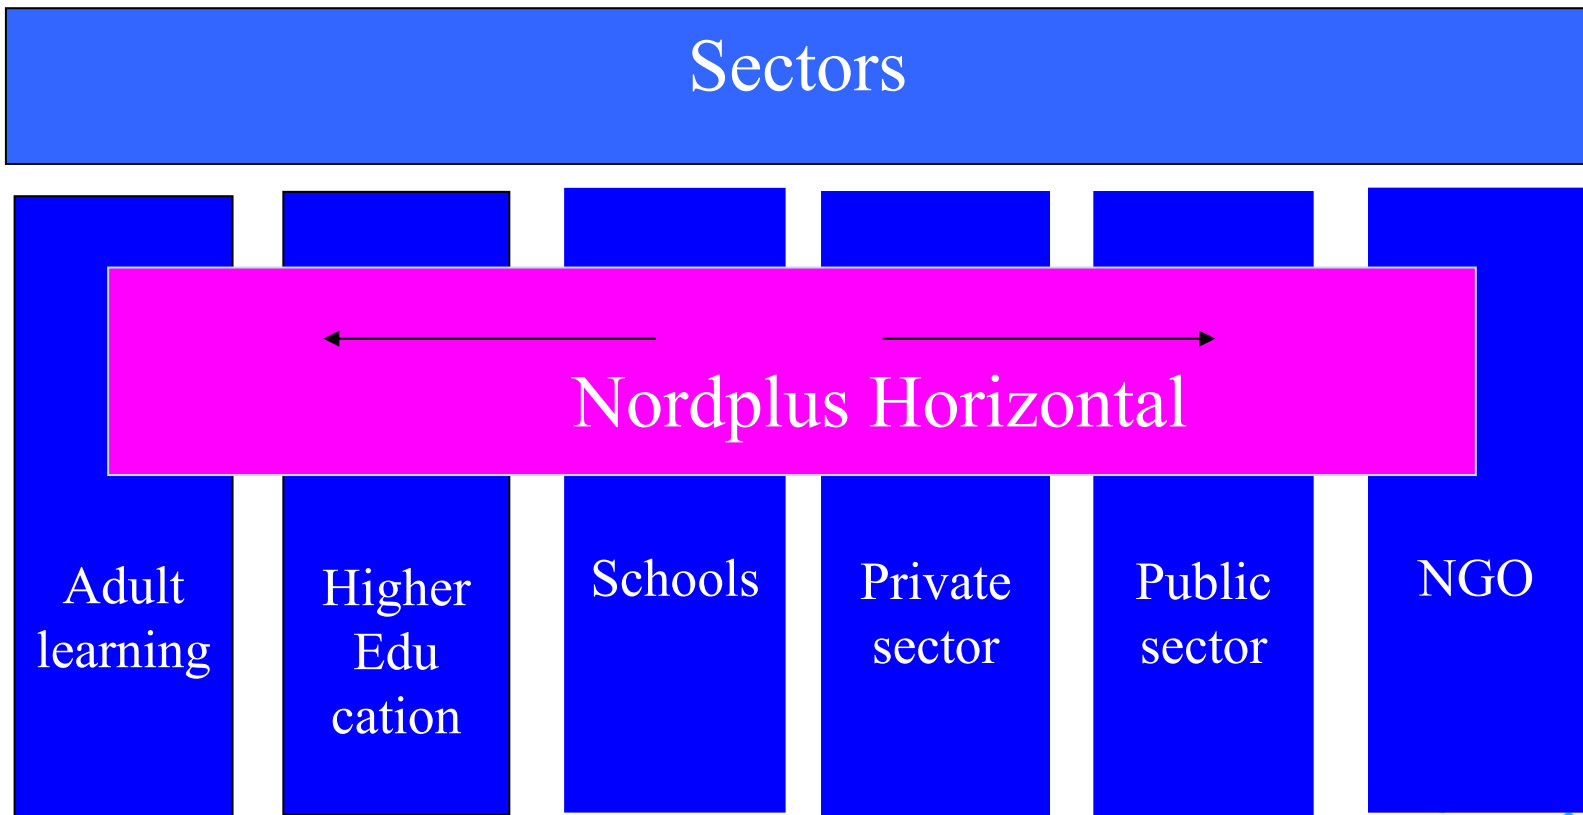 Sectors
Nordplus Horizontal
Adult
learning
Higher
Edu
cation
Schools
Private
sector
Public
sector
NGO